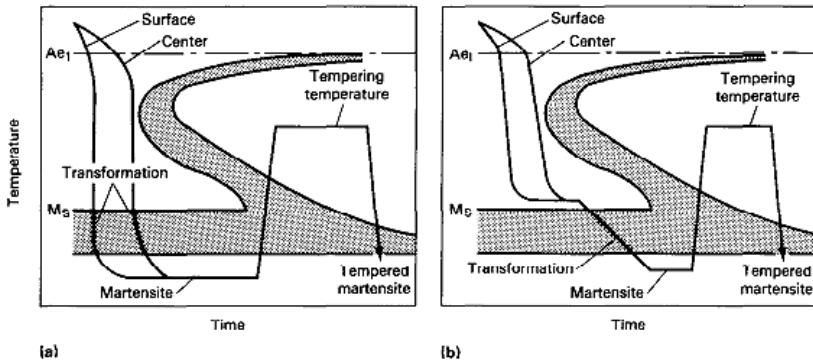 Surface
Center
Ae1
Tempering
temperature
Transformation
Ms
Martensite
Tempered
martensite
Temperature
Time
(a)
Surface
Center
Ae1
Tempering
temperature
Ms
Transformation
Martensite
Tempered
martensite
Time
(b)